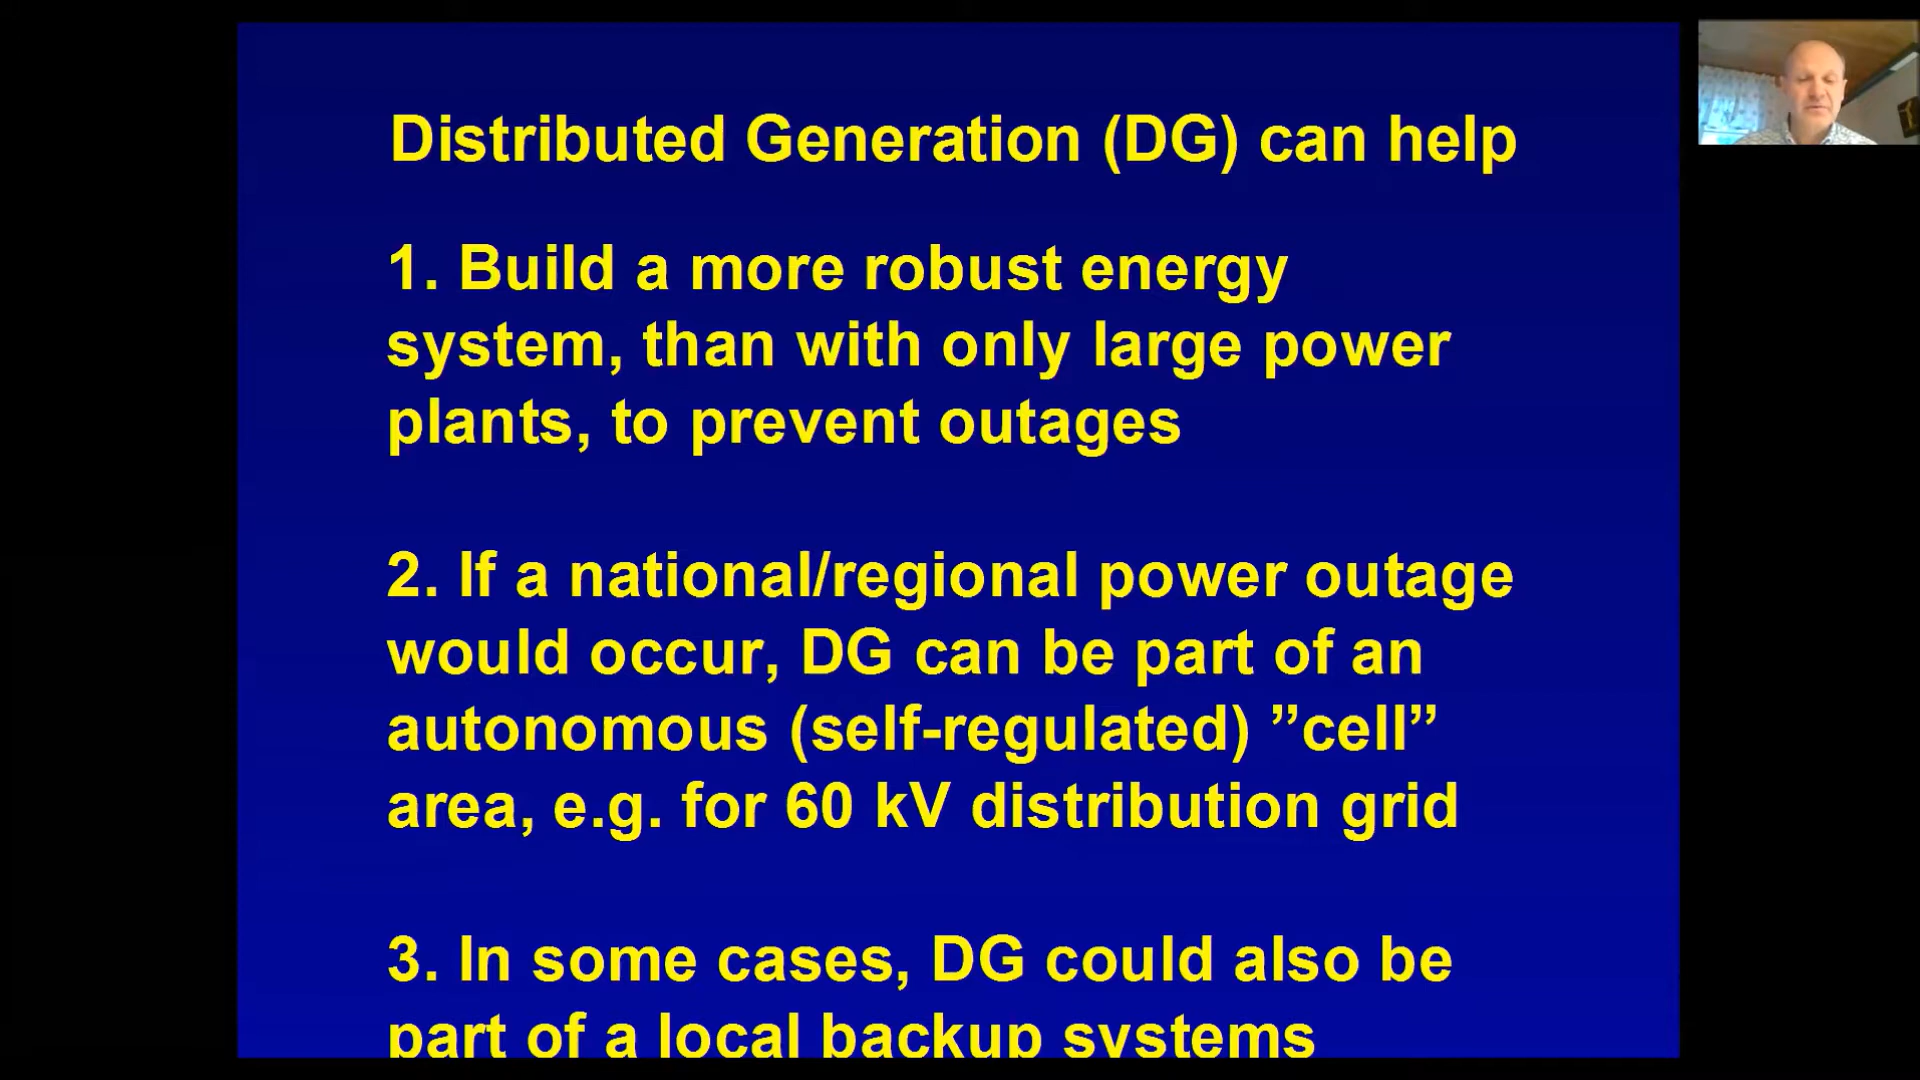 Distributed Generation (DG) can help
1. Build a more robust energy
system, than with only large power
plants, to prevent outages
2. If a national/regional power outage
would occur, DG can be part of an
autonomous (self-regulated) ”cell”
area, e.g. for 60 kV distribution grid
3. In some cases, DG could also be
part of a local backup systems